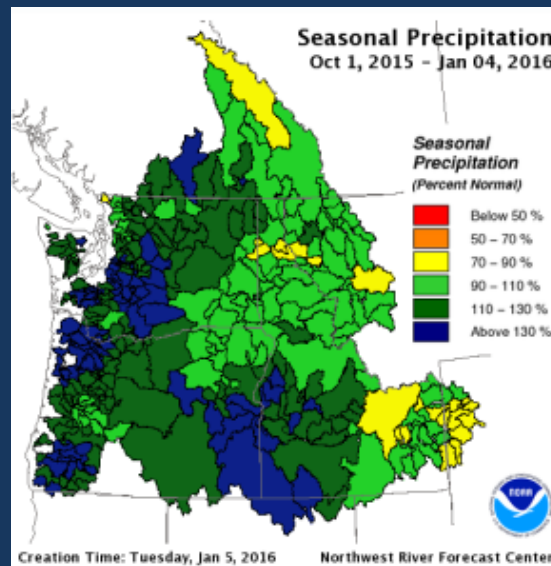 Seasonal Precipitation
Oct 1, 2015 – Jan 04, 2016
Seasonal
Precipitation
(Percent Normal)
Below 50 %
50 – 70 %
70 – 90 %
90 – 110 %
110 – 130 %
Above 130 %
NOAA
Creation Time: Tuesday, Jan 5, 2016 Northwest River Forecast Center